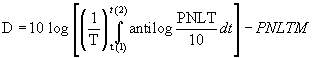 D = 10 log [ ( 1/T ) ∫ t(1) t(2) antilog PNLT/10 dt ] − PNLTM